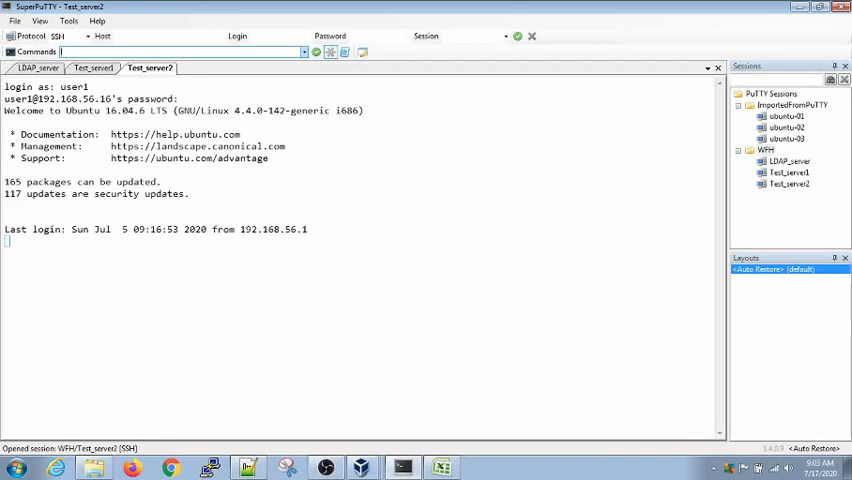 SuperPuTTY - Test_server2
File View Tools Help
Protocol SSH Host Login Password Session
Commands
LDAP_server Test_server1 Test_server2
login as: user1
user1@192.168.56.16's password:
Welcome to Ubuntu 16.04.6 LTS (GNU/Linux 4.4.0-142-generic i686)
* Documentation: https://help.ubuntu.com
* Management: https://landscape.canonical.com
* Support: https://ubuntu.com/advantage
165 packages can be updated.
117 updates are security updates.
Last login: Sun Jul 5 09:16:53 2020 from 192.168.56.1
Sessions
PuTTY Sessions
ImportedFromPuTTY
ubuntu-01
ubuntu-02
ubuntu-03
WFH
LDAP_server
Test_server1
Test_server2
Layouts
<Auto Restore> (default)
Opened session: WFH/Test_server2 [SSH]
1.4.0.9 <Auto Restore>
9:03 AM
7/17/2020